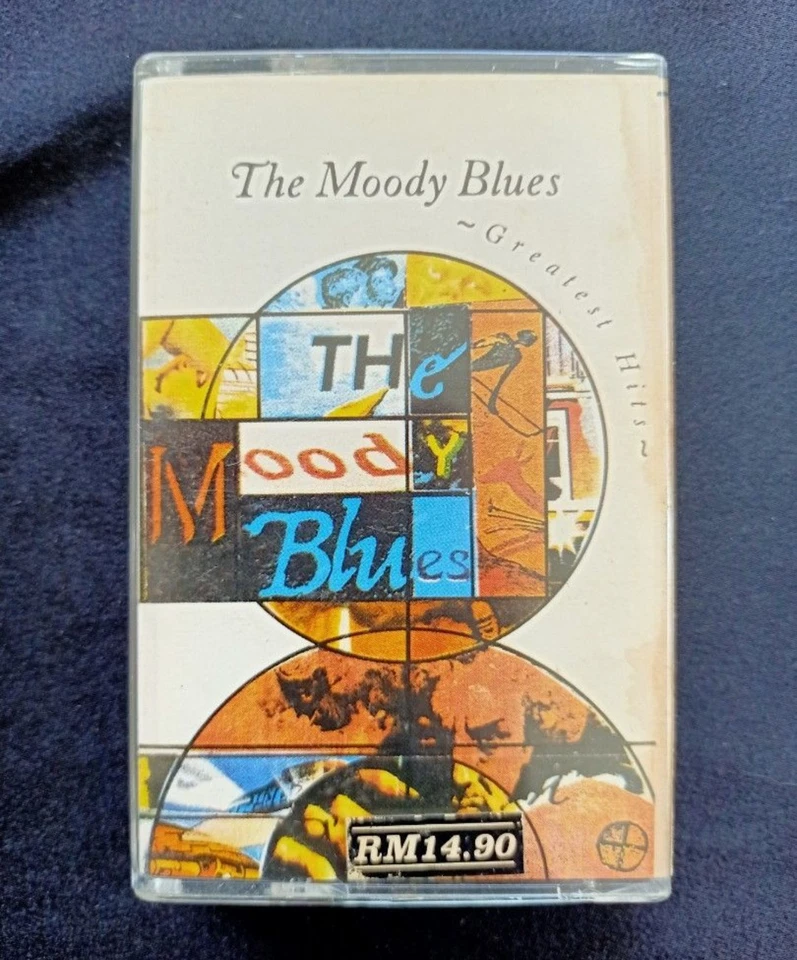 The Moody Blues
~Greatest Hits~
THe
Moody
Blues
RM14.90